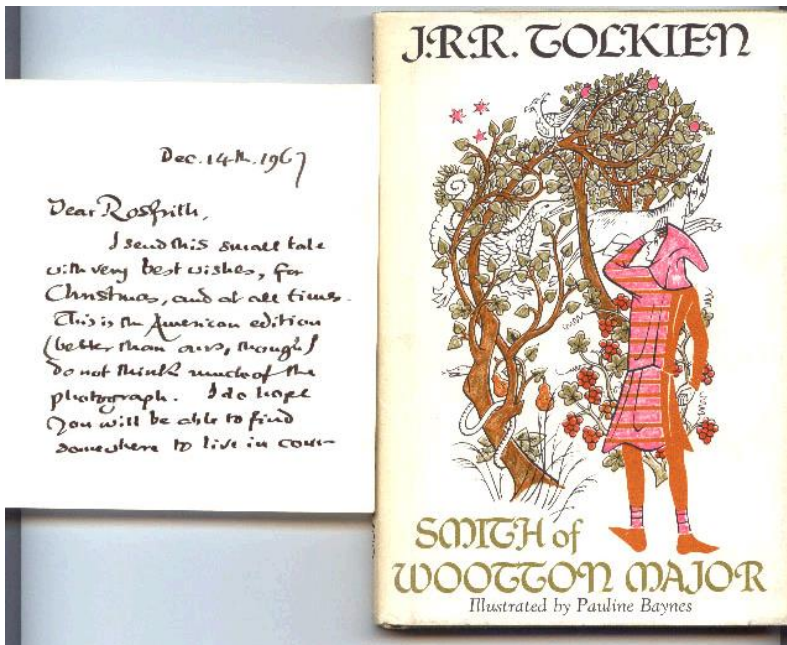 Dec. 14th. 1967
Dear Rosfrith,
I send this small tale
with very best wishes, for
Christmas, and at all times.
This is the American edition
(better than ours, though I
do not think much of the
photograph. I do hope
you will be able to find
somewhere to live in com-
J.R.R. TOLKIEN
SMITH of
WOOTTON MAJOR
Illustrated by Pauline Baynes